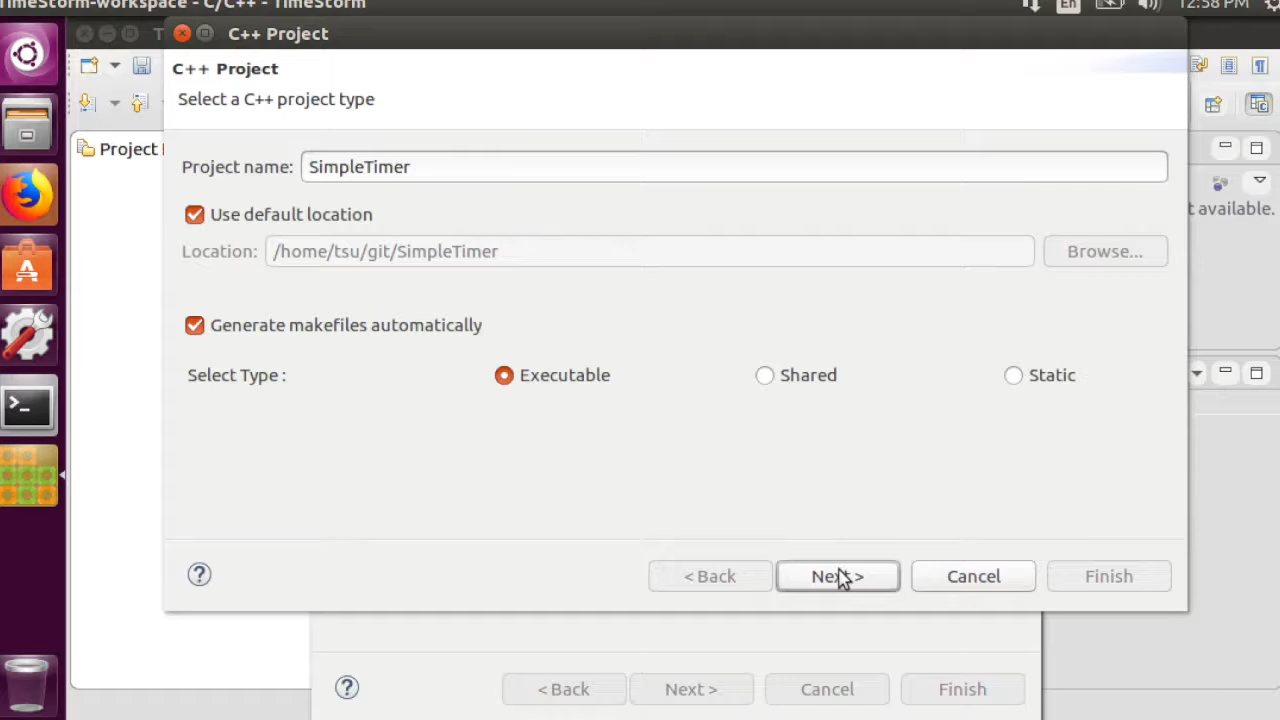 TimeStorm-workspace - C/C++ - TimeStorm
En
12:58 PM
T
C++ Project
C++ Project
Select a C++ project type
Project
Project name: SimpleTimer
Use default location
Location: /home/tsu/git/SimpleTimer Browse...
t available.
Generate makefiles automatically
Select Type : Executable Shared Static
< Back Next > Cancel Finish
< Back Next > Cancel Finish